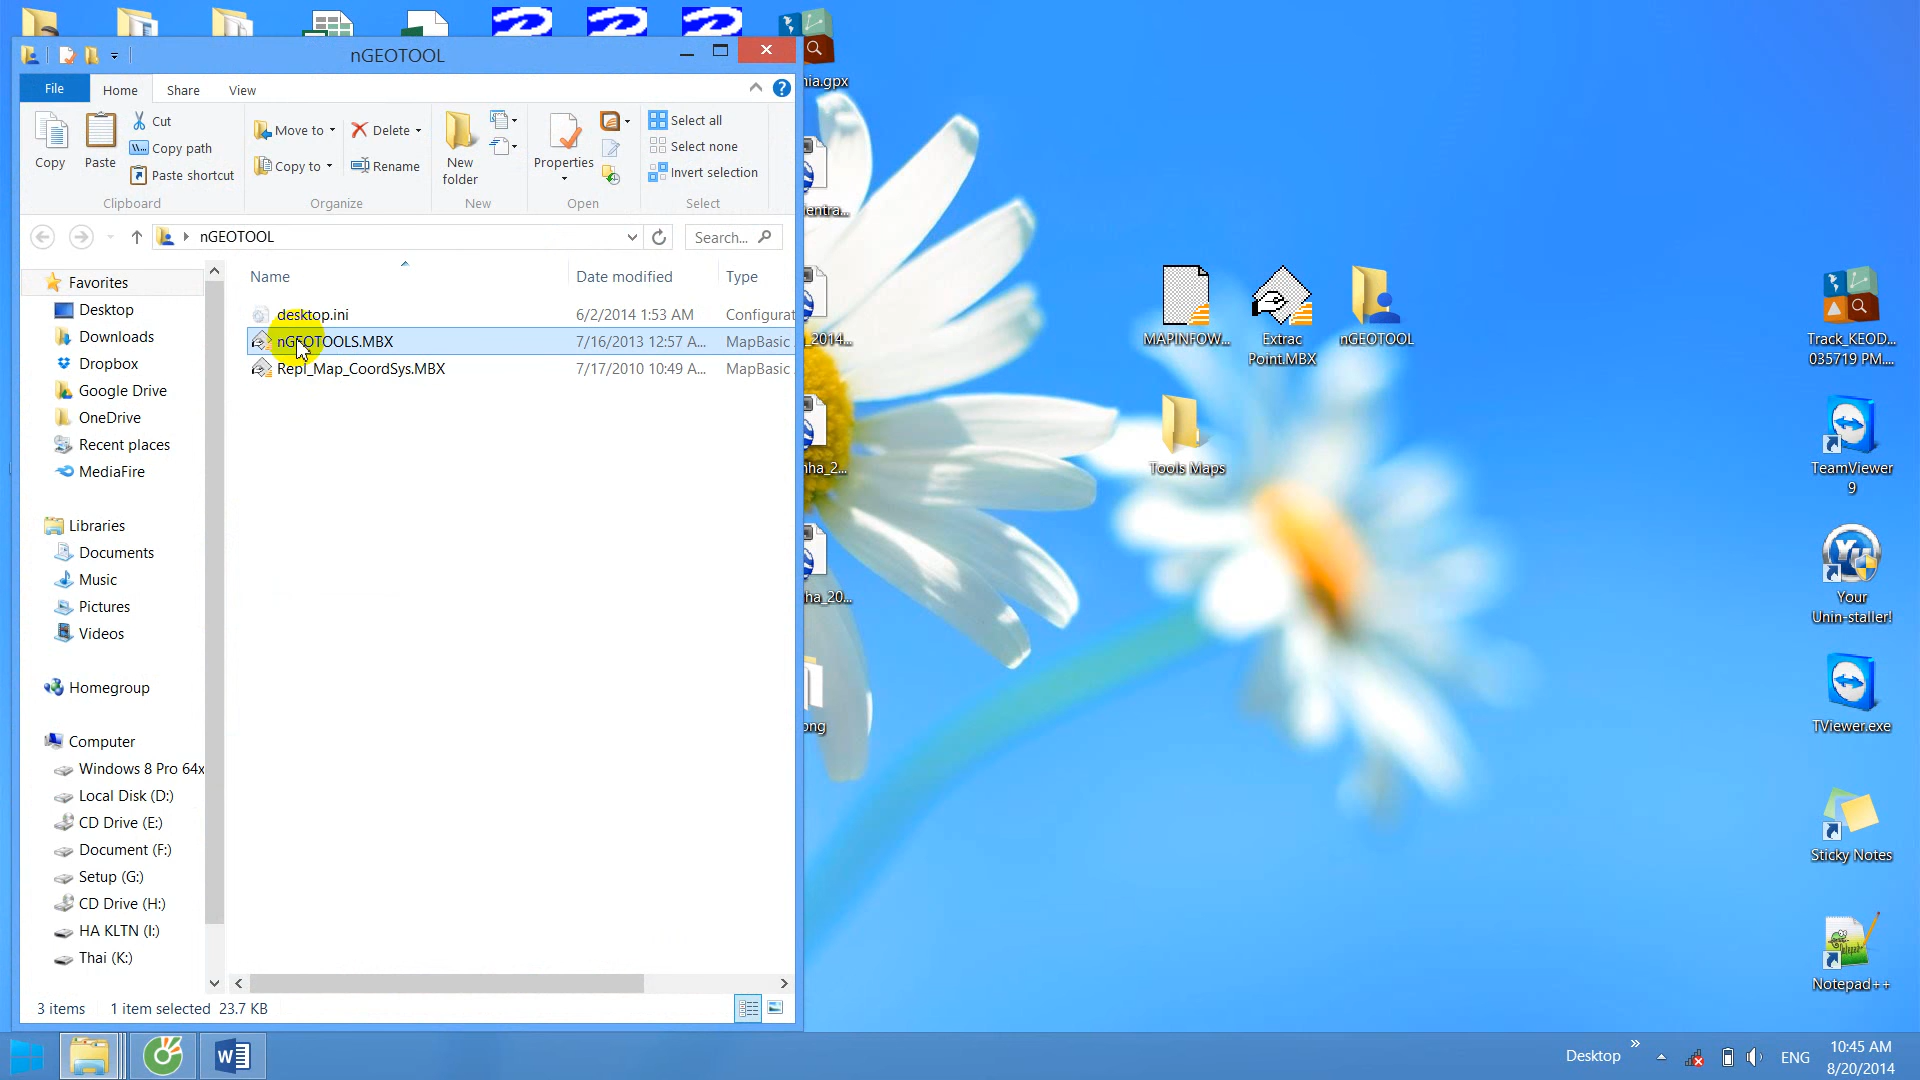 nGEOTOOL
File
Home
Share
View
Copy
Paste
Cut
Copy path
Paste shortcut
Clipboard
Move to
Copy to
Delete
Rename
Organize
New folder
New
Properties
Open
Select all
Select none
Invert selection
Select
nGEOTOOL
Search...
Favorites
Desktop
Downloads
Dropbox
Google Drive
OneDrive
Recent places
MediaFire
Libraries
Documents
Music
Pictures
Videos
Homegroup
Computer
Windows 8 Pro 64x
Local Disk (D:)
CD Drive (E:)
Document (F:)
Setup (G:)
CD Drive (H:)
HA KLTN (I:)
Thai (K:)
Name Date modified Type
desktop.ini 6/2/2014 1:53 AM Configurat
nGEOTOOLS.MBX 7/16/2013 12:57 A... MapBasic
Repl_Map_CoordSys.MBX 7/17/2010 10:49 A... MapBasic
3 items 1 item selected 23.7 KB
nia.gpx
entra...
_2014...
nha_2...
ha_20...
png
MAPINFOW...
Extrac
Point.MBX
nGEOTOOL
Tools Maps
Track_KEOD...
035719 PM....
TeamViewer
9
Your
Unin-staller!
TViewer.exe
Sticky Notes
Notepad++
Desktop
ENG
10:45 AM
8/20/2014